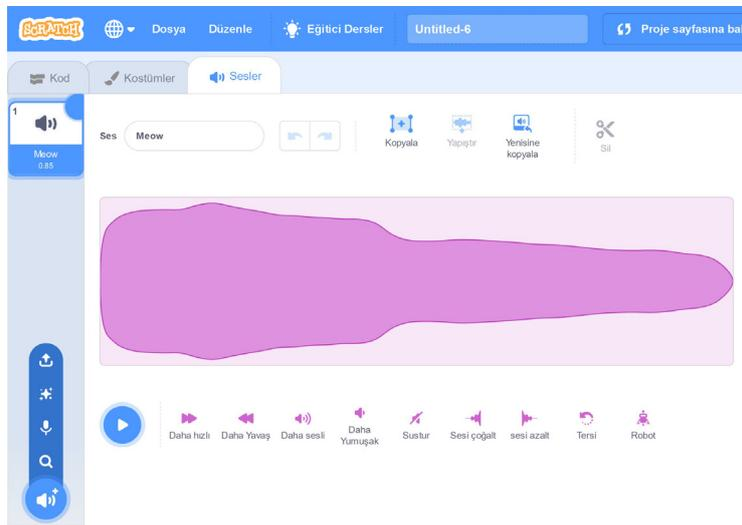 SCRATCH
Dosya
Düzenle
Eğitici Dersler
Untitled-6
Proje sayfasına ba
Kod
Kostümler
Sesler
1
Meow
0.85
Ses
Meow
Kopyala
Yapıştır
Yenisine
kopyala
Sil
Daha hızlı
Daha Yavaş
Daha sesli
Daha
Yumuşak
Sustur
Sesi çoğalt
sesi azalt
Tersi
Robot